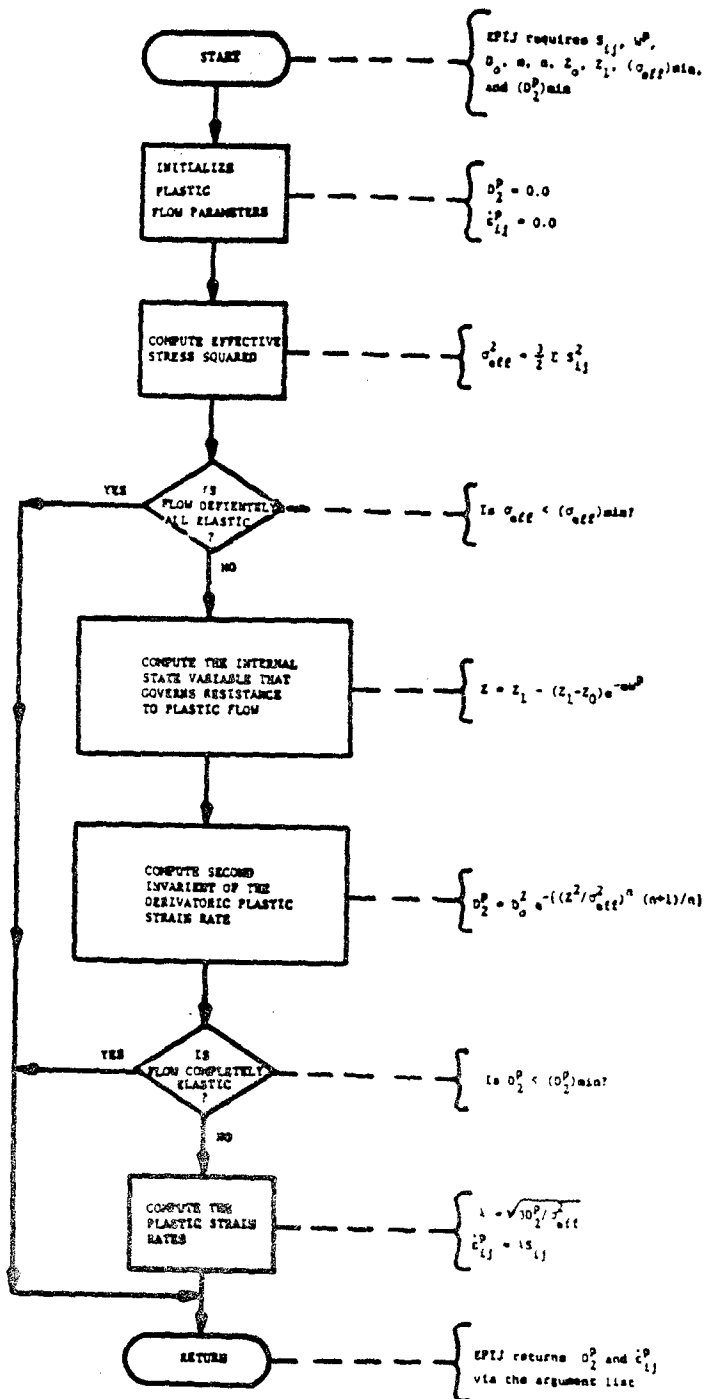 START
EPIJ requires S_ij, W^P,
D_o, m, n, Z_o, Z_1, (σ_eff)min,
and (D_2^P)min
INITIALIZE
PLASTIC
FLOW PARAMETERS
D_2^P = 0.0
ε̇_ij^P = 0.0
COMPUTE EFFECTIVE
STRESS SQUARED
σ_eff^2 = 3/2 Σ S_ij^2
YES
IS
FLOW DEFIENTELY
ALL ELASTIC
?
Is σ_eff < (σ_eff)min?
NO
COMPUTE THE INTERNAL
STATE VARIABLE THAT
GOVERNS RESISTANCE
TO PLASTIC FLOW
Z = Z_1 - (Z_1-Z_0)e^-mW^P
COMPUTE SECOND
INVARIENT OF THE
DERIVATORIC PLASTIC
STRAIN RATE
D_2^P = D_o^2 e^-[(Z^2/σ_eff^2)^n (n+1)/n]
YES
IS
FLOW COMPLETELY
ELASTIC
?
Is D_2^P < (D_2^P)min?
NO
COMPUTE THE
PLASTIC STRAIN
RATES
λ = √3D_2^P/σ_eff^2
ε̇_ij^P = λS_ij
RETURN
EPIJ returns D_2^P and ε̇_ij^P
via the argument list